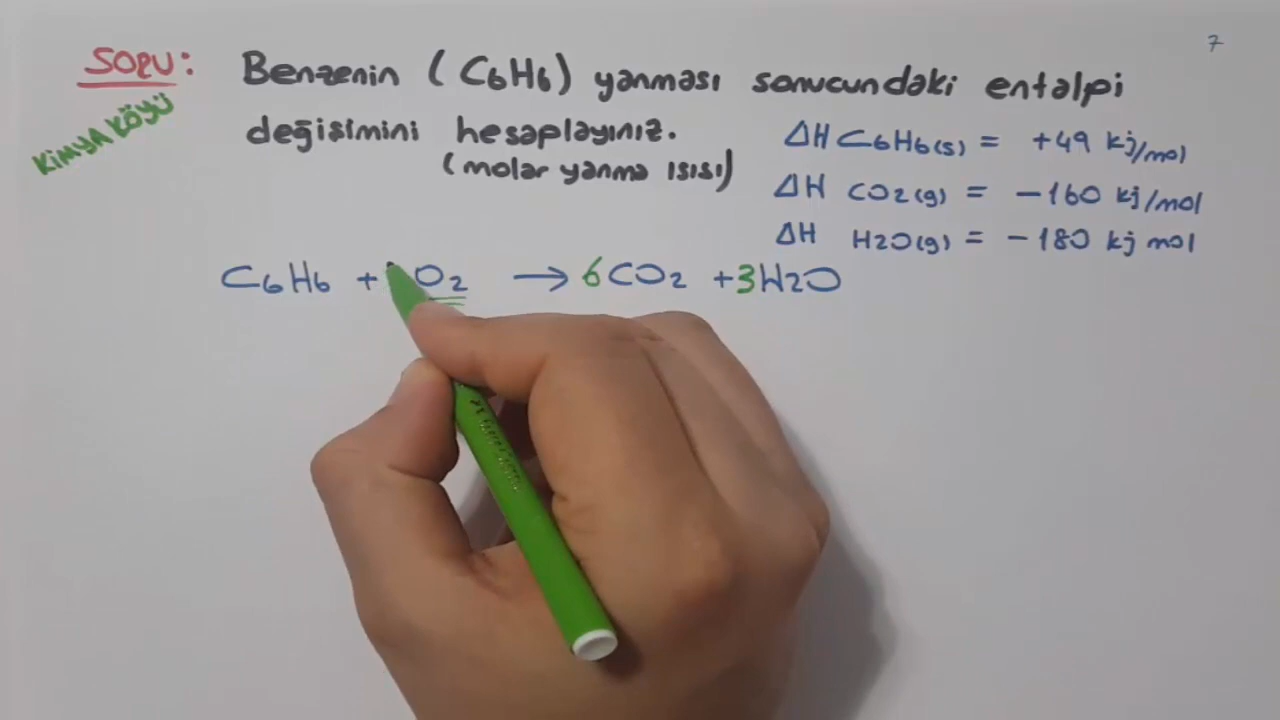 7
SORU: Benzenin (C6H6) yanması sonucundaki entalpi
KİMYA KÖYÜ
değişimini hesaplayınız.
(molar yanma ısısı)
ΔH C6H6(s) = +49 kj/mol
ΔH CO2(g) = -160 kj/mol
ΔH H2O(g) = -180 kj mol
C6H6 + O2 → 6CO2 + 3H2O